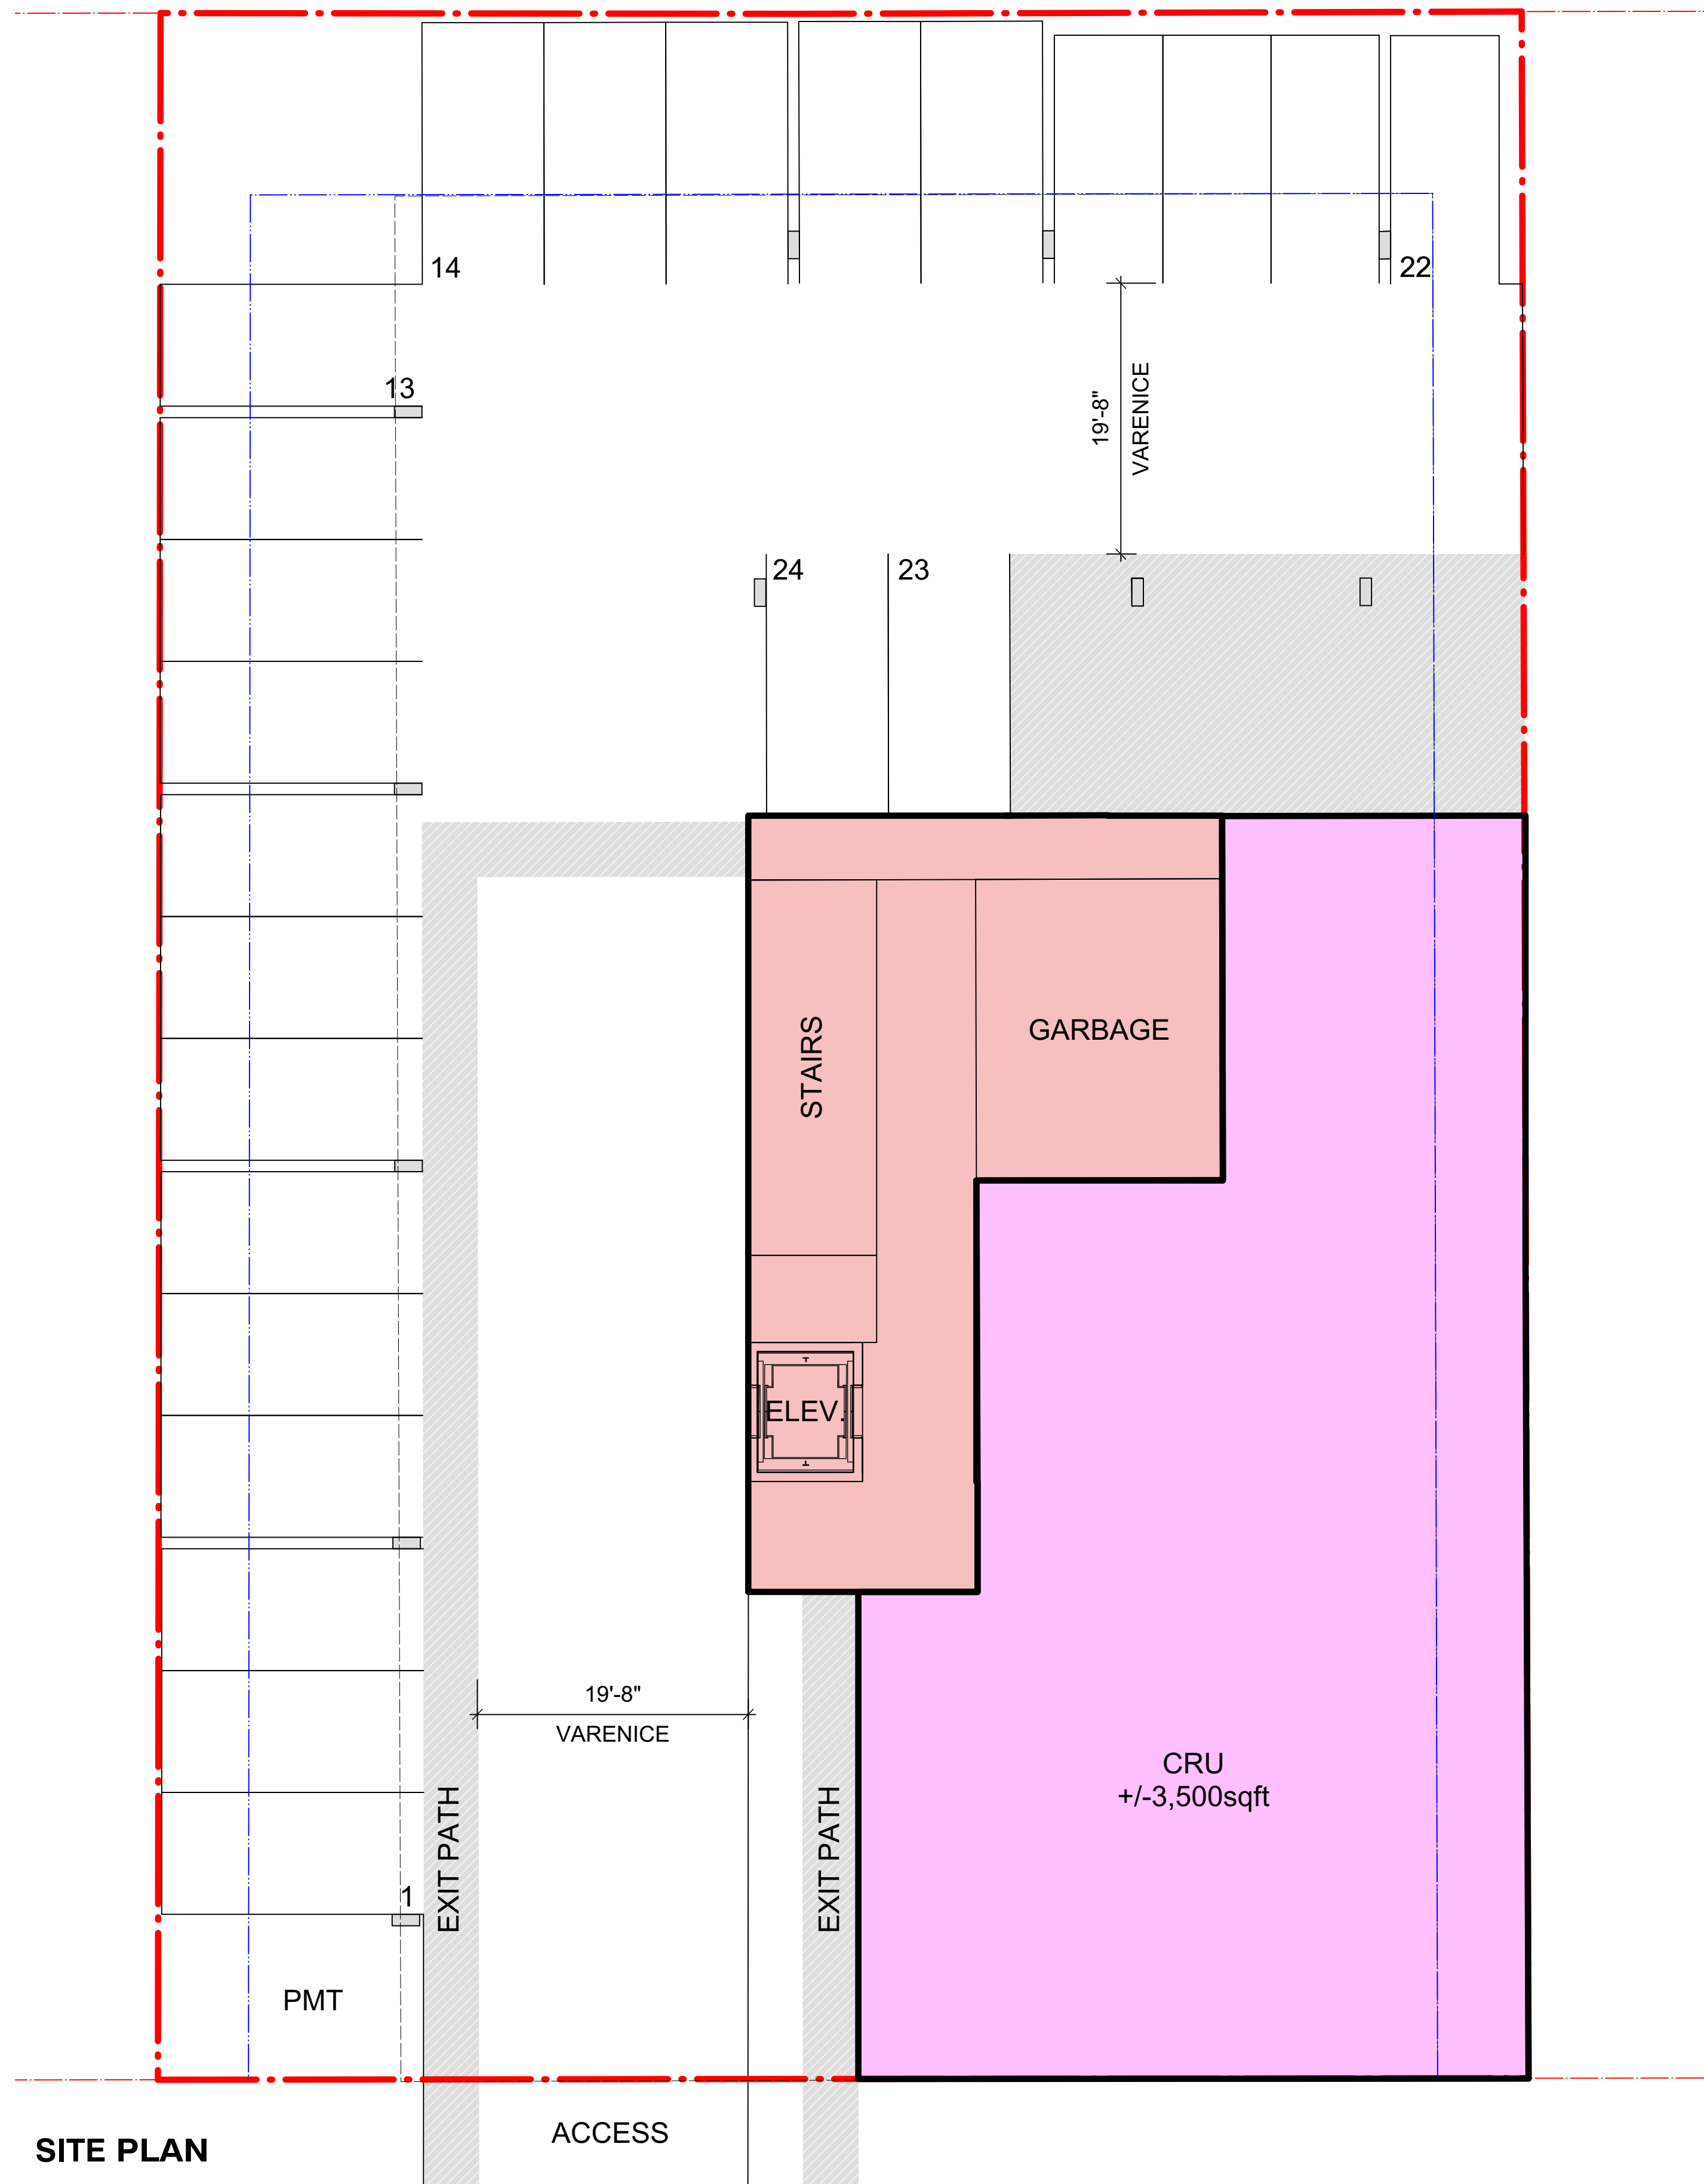 14
22
13
19'-8"
VARENICE
24
23
STAIRS
GARBAGE
ELEV.
19'-8"
VARENICE
EXIT PATH
EXIT PATH
CRU
+/-3,500sqft
1
PMT
ACCESS
SITE PLAN